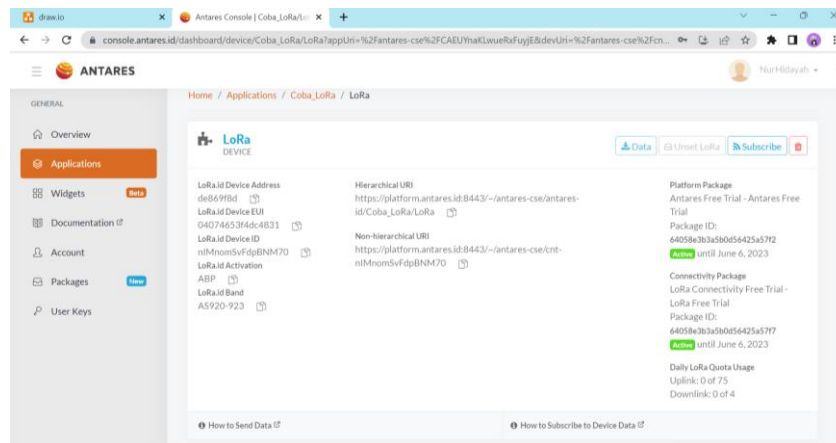 draw.io
Antares Console | Coba_LoRa/Lo
console.antares.id/dashboard/device/Coba_LoRa/LoRa?appUri=%2Fantares-cse%2FCAEUYnaKLwueRxFuyjE&devUri=%2Fantares-cse%2Fcn...
ANTARES
Nur Hidayah
GENERAL
Overview
Applications
Widgets Beta
Documentation
Account
Packages New
User Keys
Home / Applications / Coba_LoRa / LoRa
LoRa
DEVICE
Data
Unset LoRa
Subscribe
LoRa.id Device Address
de869f8d
LoRa.id Device EUI
04074653f4dc4831
LoRa.id Device ID
nIMnomSvFdpBNM70
LoRa.id Activation
ABP
LoRa.id Band
AS920-923
Hierarchical URI
https://platform.antares.id:8443/~/antares-cse/antares-
id/Coba_LoRa/LoRa
Non-hierarchical URI
https://platform.antares.id:8443/~/antares-cse/cnt-
nIMnomSvFdpBNM70
Platform Package
Antares Free Trial - Antares Free
Trial
Package ID:
64058e3b3a5b0d56425a57f2
Active until June 6, 2023
Connectivity Package
LoRa Connectivity Free Trial -
LoRa Free Trial
Package ID:
64058e3b3a5b0d56425a57f7
Active until June 6, 2023
Daily LoRa Quota Usage
Uplink: 0 of 75
Downlink: 0 of 4
How to Send Data
How to Subscribe to Device Data